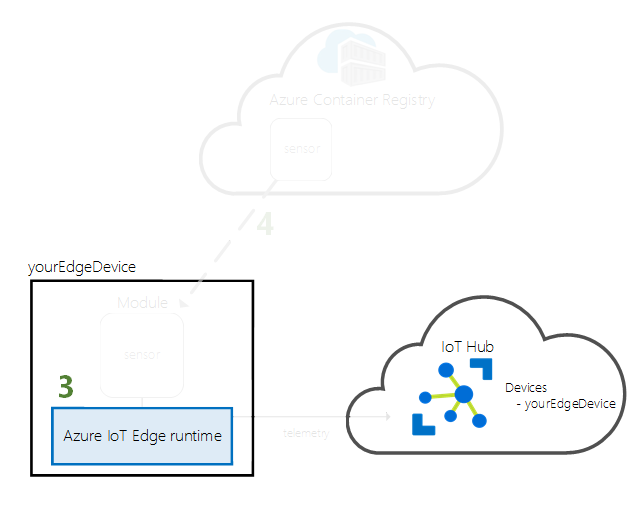 Azure Container Registry
sensor
4
yourEdgeDevice
Module
sensor
3
Azure IoT Edge runtime
telemetry
IoT Hub
Devices
- yourEdgeDevice